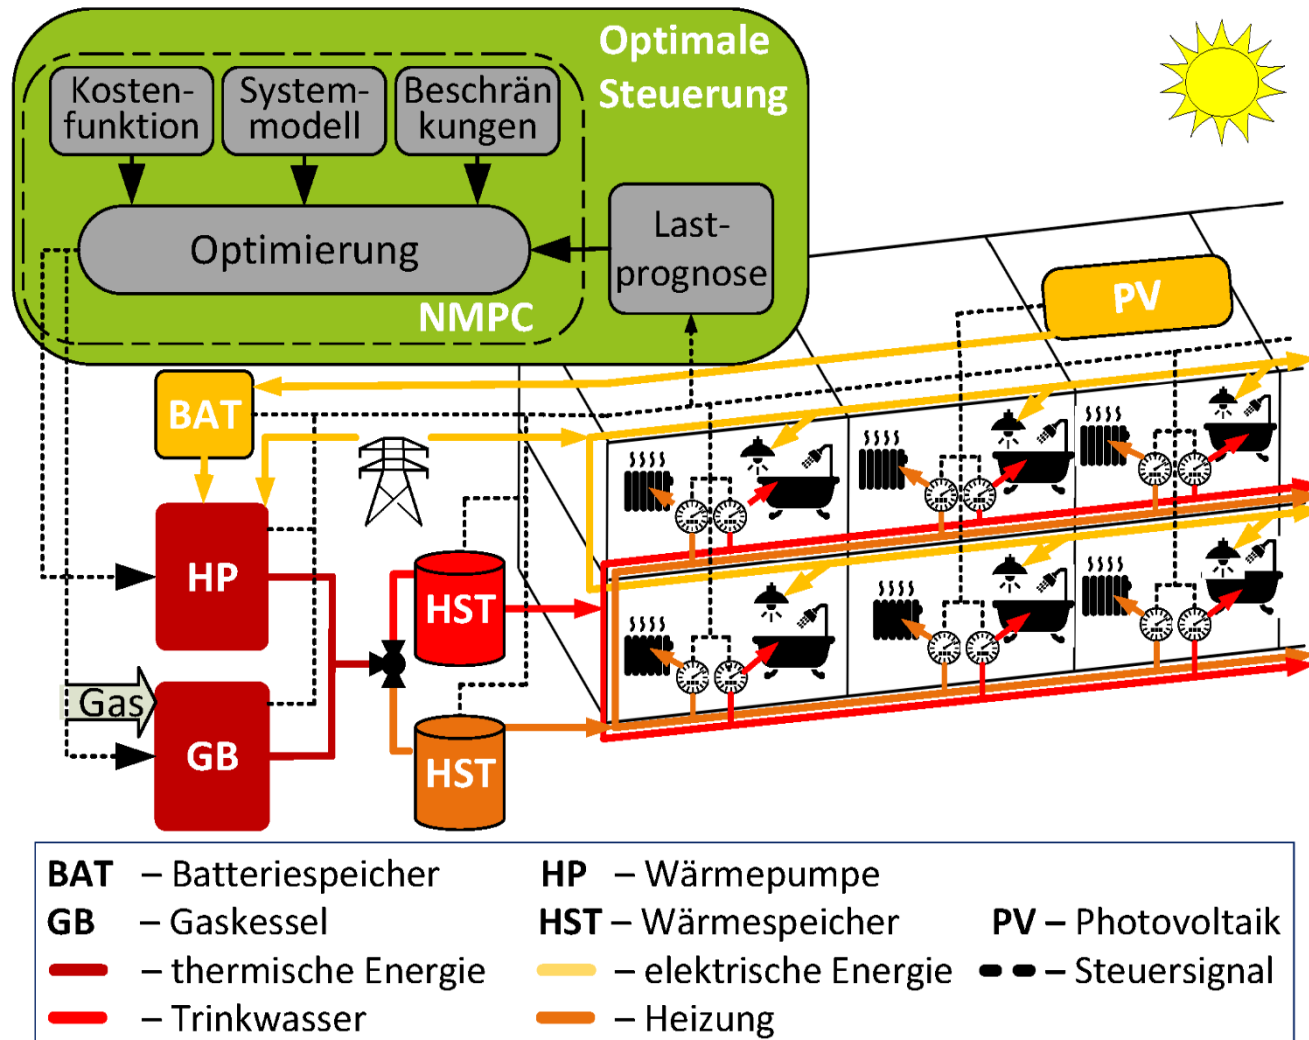 Optimale
Steuerung
Kosten-
funktion
System-
modell
Beschrän
kungen
Optimierung
Last-
prognose
NMPC
PV
BAT
HP
HST
Gas
GB
HST
BAT – Batteriespeicher
HP – Wärmepumpe
GB – Gaskessel
HST – Wärmespeicher
PV – Photovoltaik
– thermische Energie
– elektrische Energie
– Steuersignal
– Trinkwasser
– Heizung